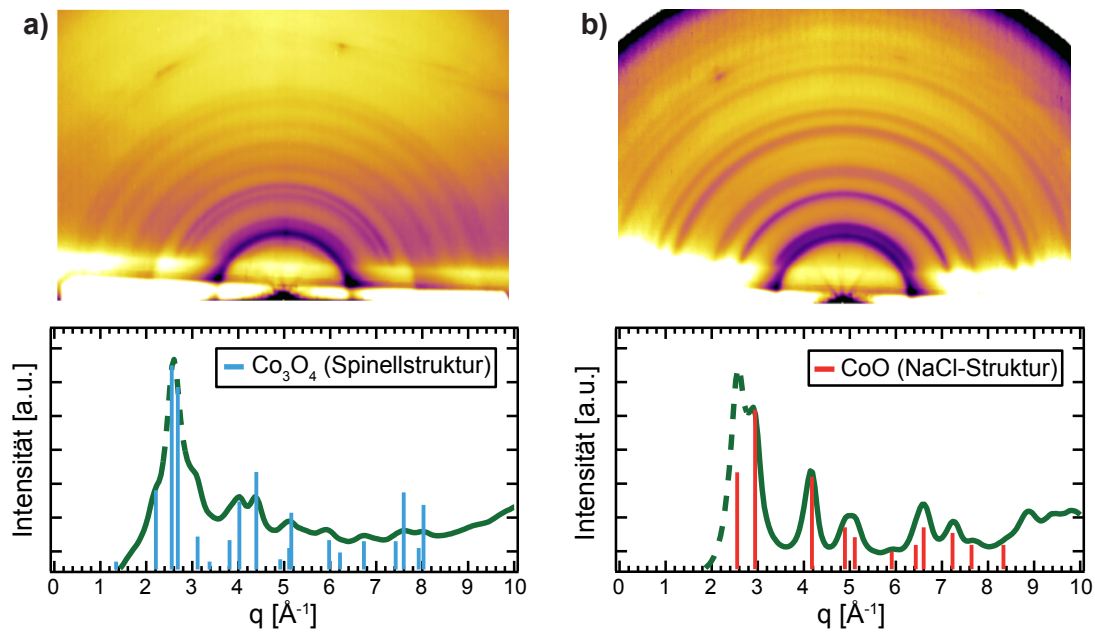 a)
b)
Co₃O₄ (Spinellstruktur)
Intensität [a.u.]
0 1 2 3 4 5 6 7 8 9 10
q [Å⁻¹]
CoO (NaCl-Struktur)
Intensität [a.u.]
0 1 2 3 4 5 6 7 8 9 10
q [Å⁻¹]